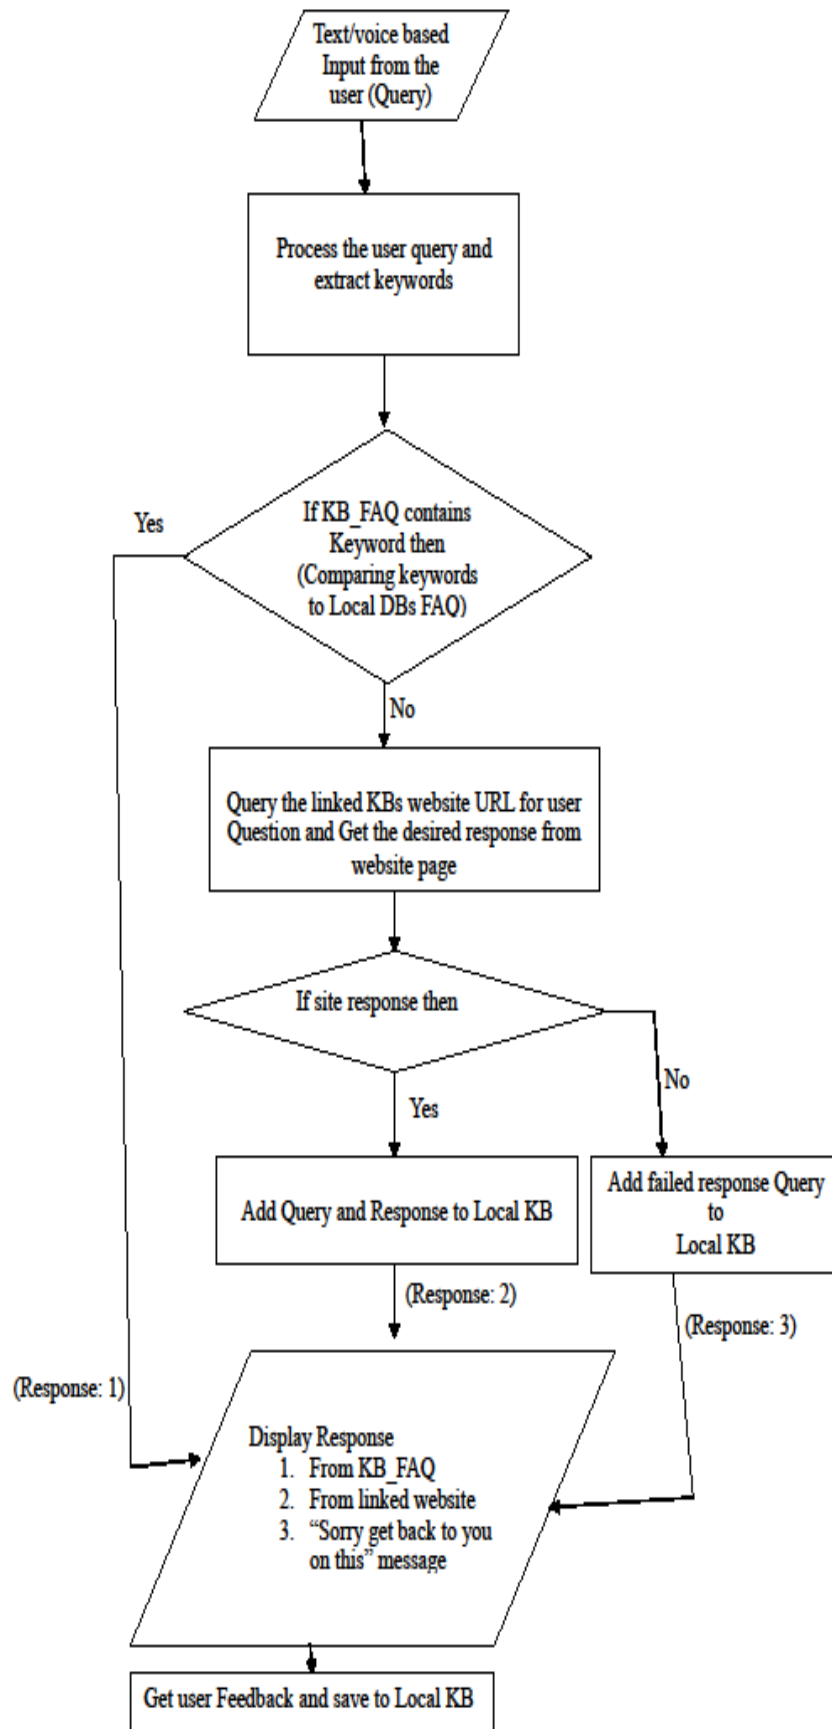 Text/voice based
Input from the
user (Query)
Process the user query and
extract keywords
If KB_FAQ contains
Keyword then
(Comparing keywords
to Local DBs FAQ)
Yes
No
Query the linked KBs website URL for user
Question and Get the desired response from
website page
If site response then
No
Yes
Add Query and Response to Local KB
Add failed response Query
to
Local KB
(Response: 2)
(Response: 3)
(Response: 1)
Display Response
1. From KB_FAQ
2. From linked website
3. “Sorry get back to you
on this” message
Get user Feedback and save to Local KB